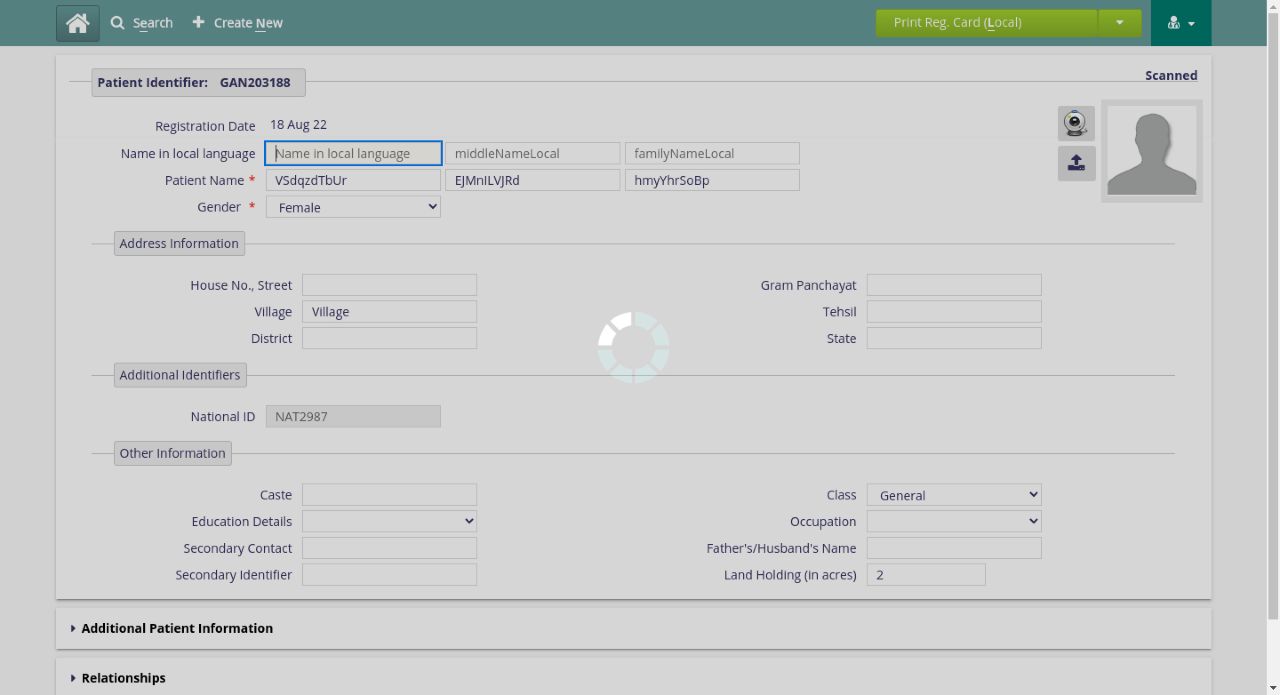 Search Create New Print Reg. Card (Local)
Patient Identifier: GAN203188 Scanned
Registration Date 18 Aug 22
Name in local language Name in local language middleNameLocal familyNameLocal
Patient Name * VSdqzdTbUr EJMnILVJRd hmyYhrSoBp
Gender * Female
Address Information
House No., Street Gram Panchayat
Village Village Tehsil
District State
Additional Identifiers
National ID NAT2987
Other Information
Caste Class General
Education Details Occupation
Secondary Contact Father's/Husband's Name
Secondary Identifier Land Holding (in acres) 2
Additional Patient Information
Relationships